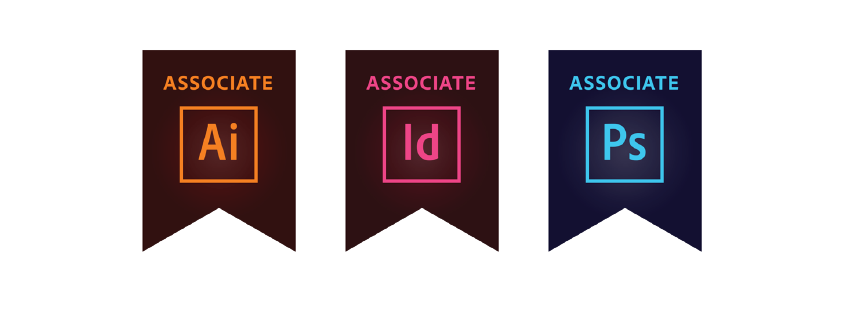 ASSOCIATE
Ai
ASSOCIATE
Id
ASSOCIATE
Ps